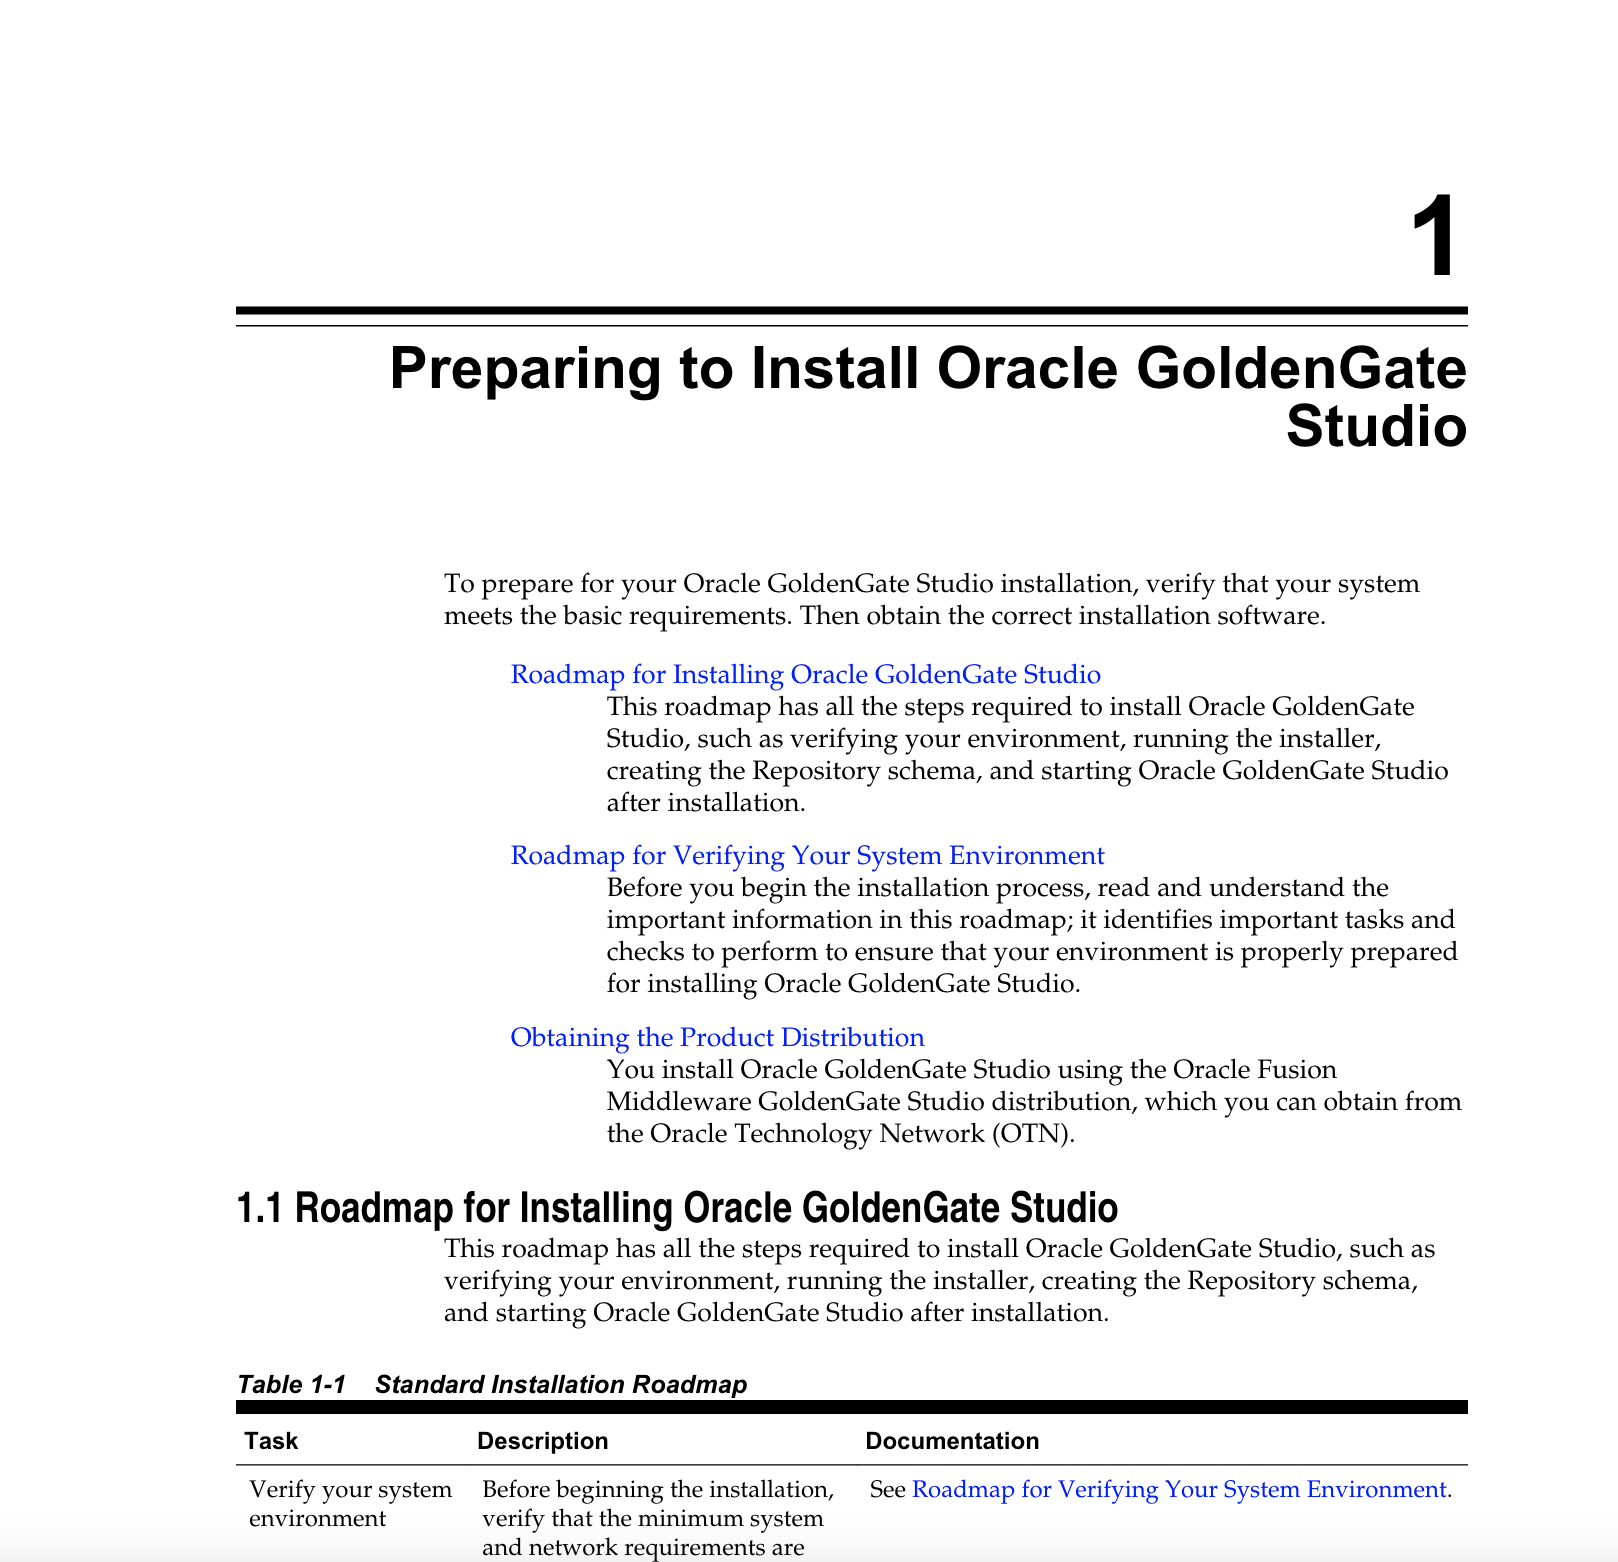 1
Preparing to Install Oracle GoldenGate
Studio
To prepare for your Oracle GoldenGate Studio installation, verify that your system
meets the basic requirements. Then obtain the correct installation software.
Roadmap for Installing Oracle GoldenGate Studio
This roadmap has all the steps required to install Oracle GoldenGate
Studio, such as verifying your environment, running the installer,
creating the Repository schema, and starting Oracle GoldenGate Studio
after installation.
Roadmap for Verifying Your System Environment
Before you begin the installation process, read and understand the
important information in this roadmap; it identifies important tasks and
checks to perform to ensure that your environment is properly prepared
for installing Oracle GoldenGate Studio.
Obtaining the Product Distribution
You install Oracle GoldenGate Studio using the Oracle Fusion
Middleware GoldenGate Studio distribution, which you can obtain from
the Oracle Technology Network (OTN).
1.1 Roadmap for Installing Oracle GoldenGate Studio
This roadmap has all the steps required to install Oracle GoldenGate Studio, such as
verifying your environment, running the installer, creating the Repository schema,
and starting Oracle GoldenGate Studio after installation.
Table 1-1 Standard Installation Roadmap
Task Description Documentation
Verify your system Before beginning the installation, See Roadmap for Verifying Your System Environment.
environment verify that the minimum system
and network requirements are